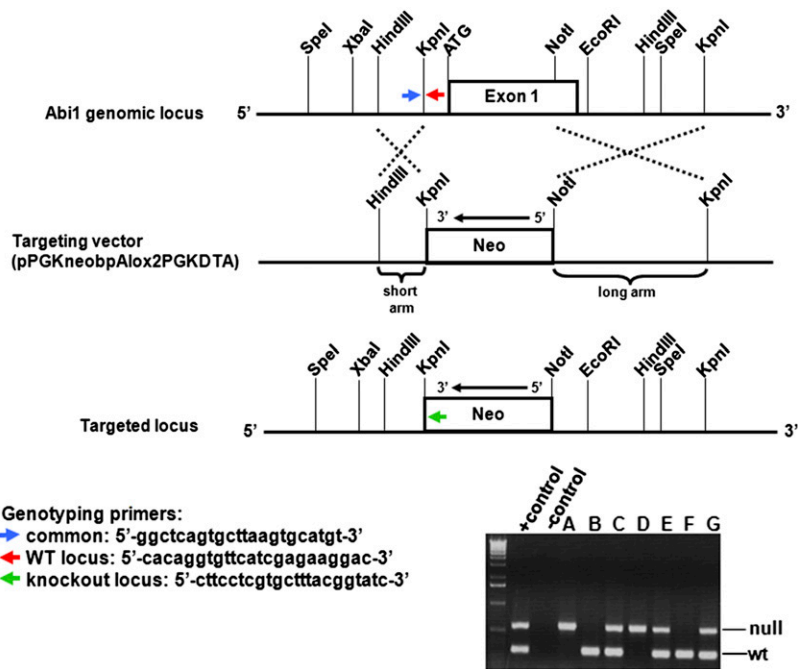 SpeI XbaI HindIII KpnI ATG NotI EcoRI HindIII SpeI KpnI
Abi1 genomic locus 5’ Exon 1 3’
HindIII KpnI NotI KpnI
3’ 5’
Targeting vector
(pPGKneobpAlox2PGKDTA)
Neo
short
arm
long arm
SpeI XbaI HindIII KpnI NotI EcoRI HindIII SpeI KpnI
3’ 5’
Targeted locus 5’ Neo 3’
Genotyping primers:
common: 5’-ggctcagtgcttaagtgcatgt-3’
WT locus: 5’-cacaggtgttcatcgagaaggac-3’
knockout locus: 5’-cttcctcgtgctttacggtatc-3’
+control -control A B C D E F G
null
wt